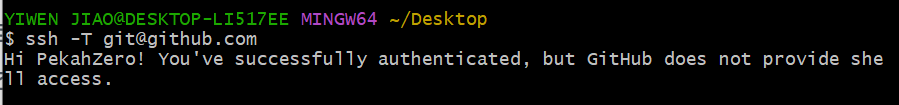 YIWEN JIAO@DESKTOP-LI517EE MINGW64 ~/Desktop
$ ssh -T git@github.com
Hi PekahZero! You've successfully authenticated, but GitHub does not provide she
ll access.